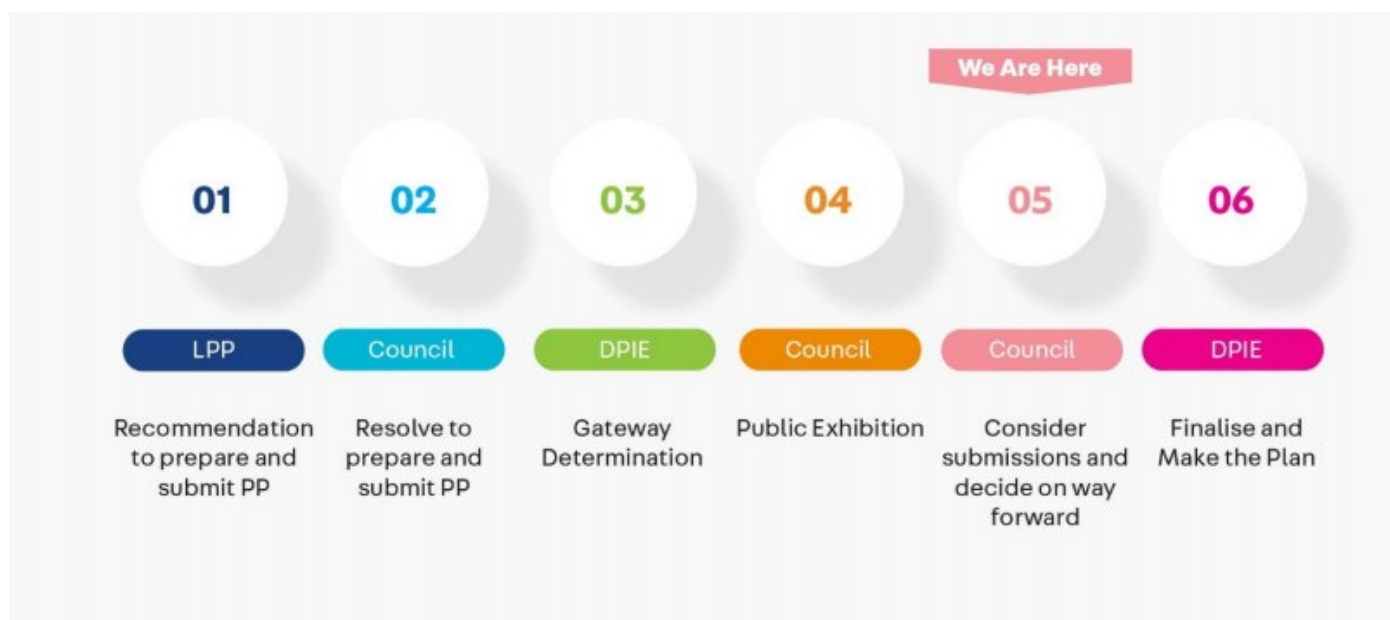 We Are Here
01
02
03
04
05
06
LPP
Council
DPIE
Council
Council
DPIE
Recommendation
to prepare and
submit PP
Resolve to
prepare and
submit PP
Gateway
Determination
Public Exhibition
Consider
submissions and
decide on way
forward
Finalise and
Make the Plan